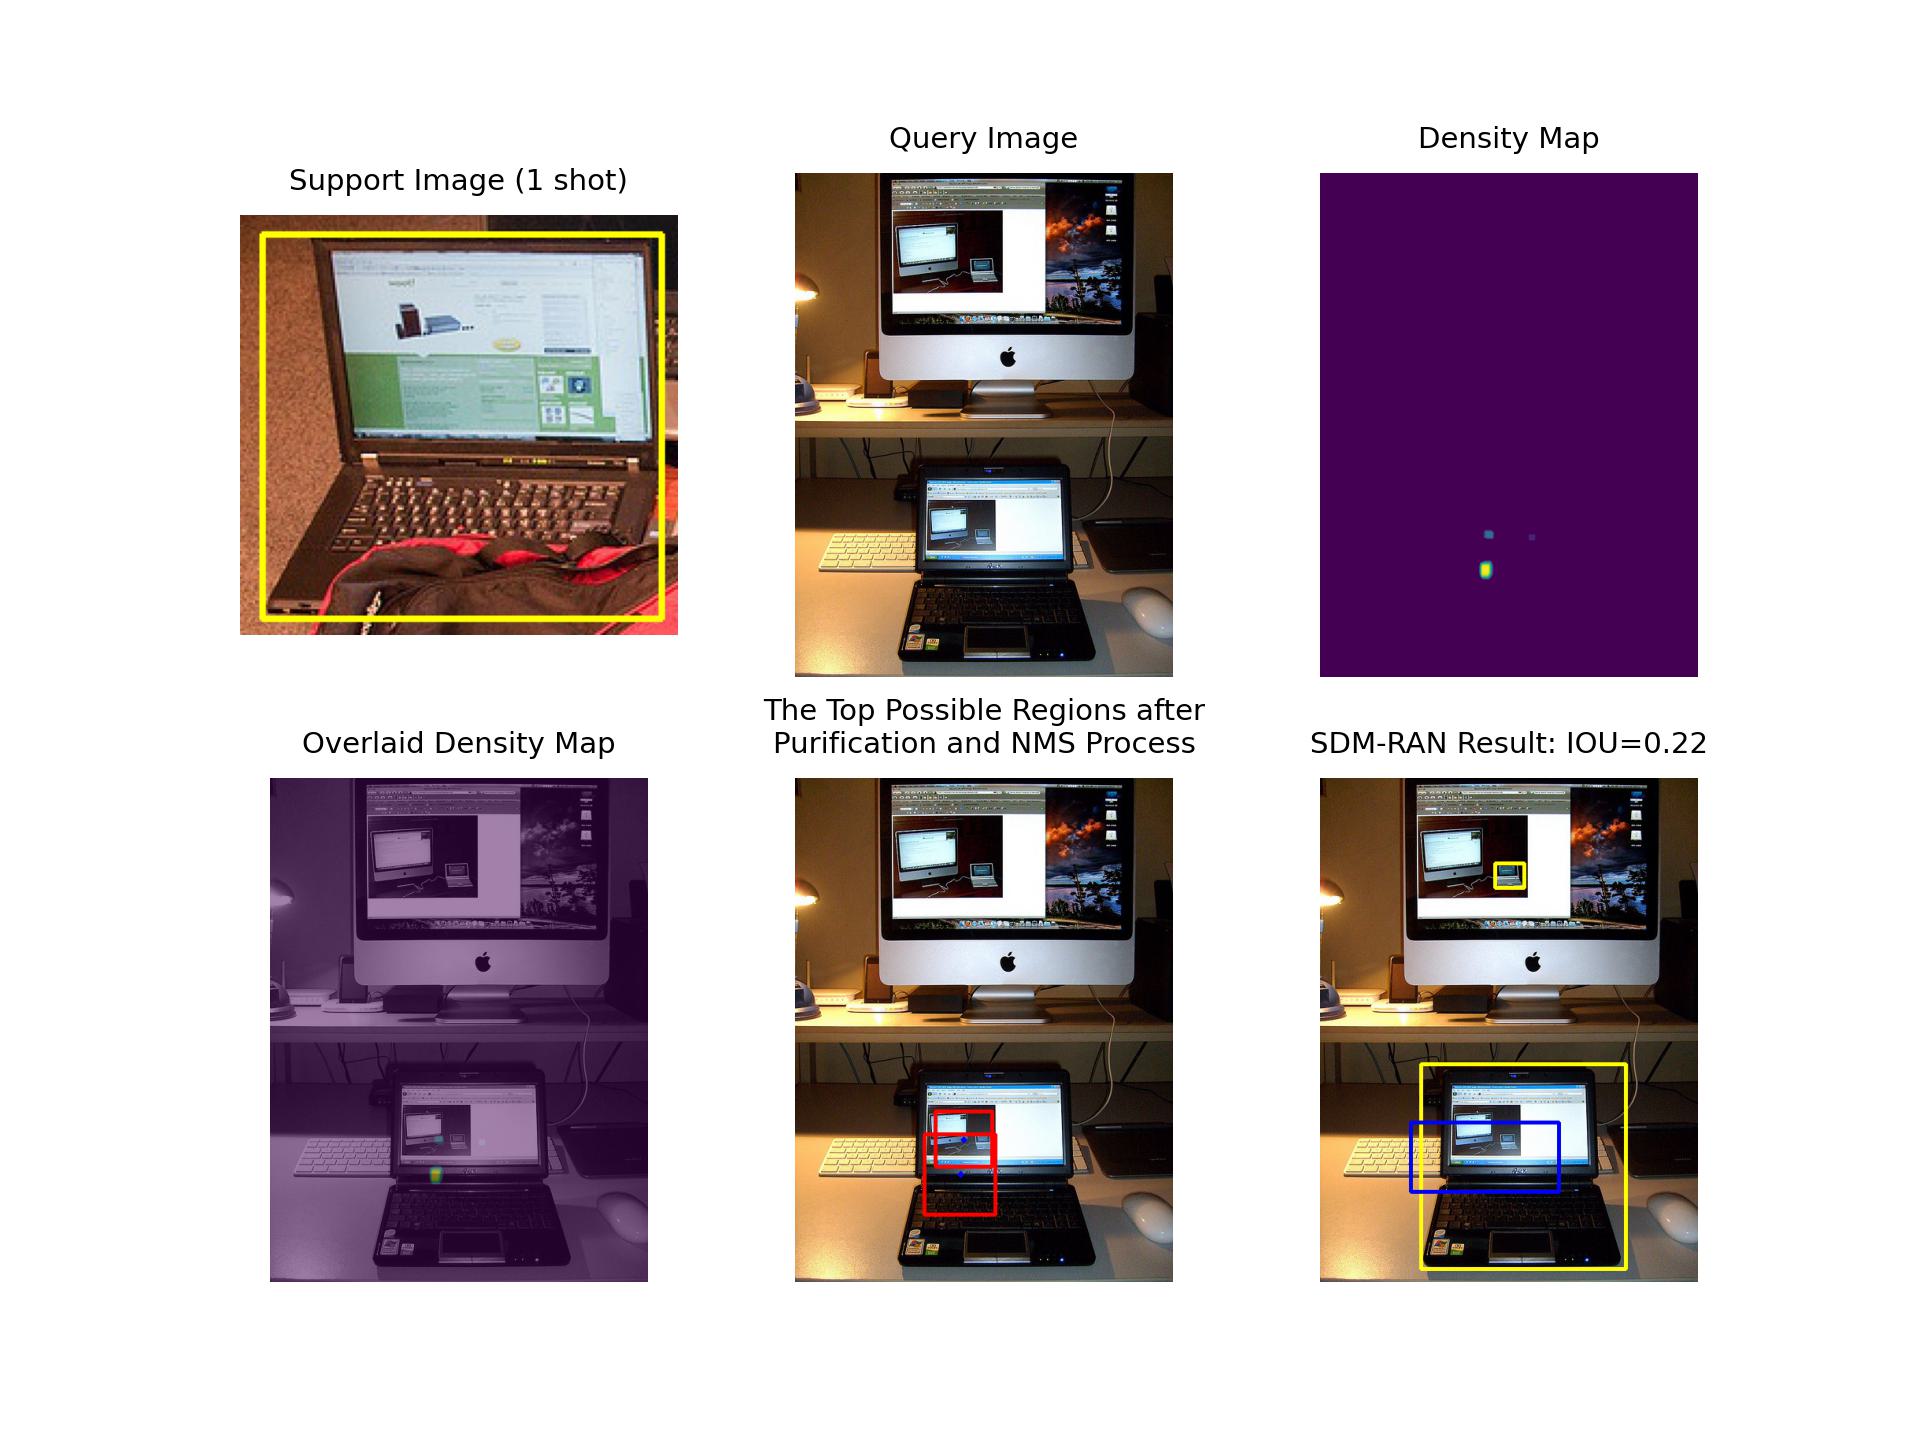 Query Image
Density Map
Support Image (1 shot)
woot!
The Top Possible Regions after
Purification and NMS Process
Overlaid Density Map
SDM-RAN Result: IOU=0.22